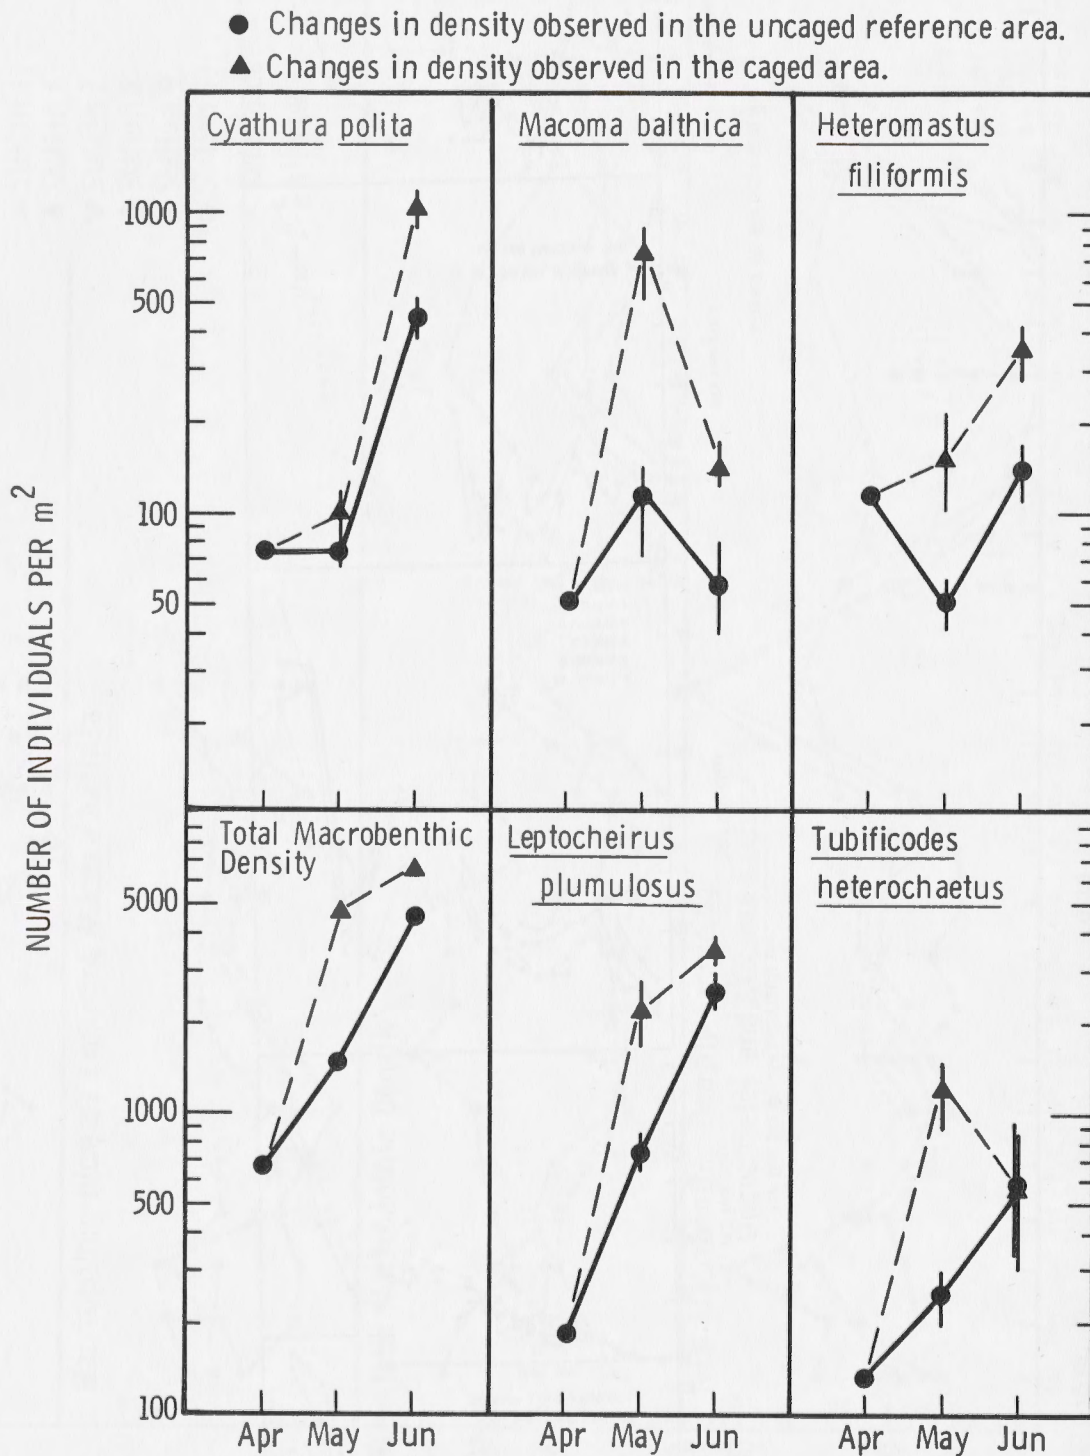 ● Changes in density observed in the uncaged reference area.
▲ Changes in density observed in the caged area.
Cyathura polita
Macoma balthica
Heteromastus
filiformis
1000
500
100
50
NUMBER OF INDIVIDUALS PER m²
Total Macrobenthic
Density
Leptocheirus
plumulosus
Tubificodes
heterochaetus
5000
1000
500
100
Apr May Jun
Apr May Jun
Apr May Jun